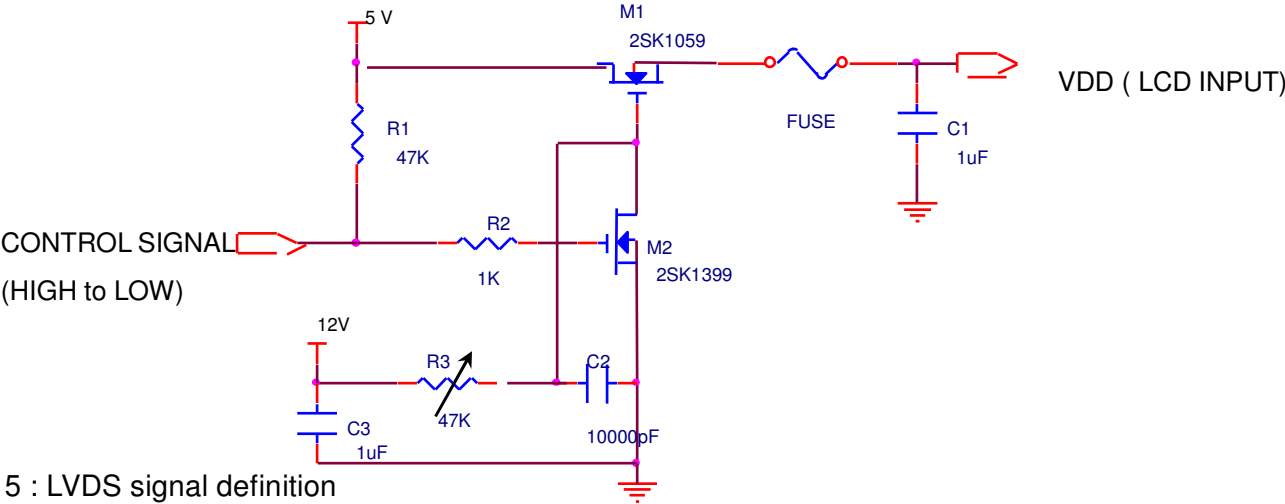 5 V
M1
2SK1059
VDD ( LCD INPUT)
FUSE
R1
47K
C1
1uF
CONTROL SIGNAL
(HIGH to LOW)
R2
1K
M2
2SK1399
12V
R3
47K
C2
10000pF
C3
1uF
5 : LVDS signal definition